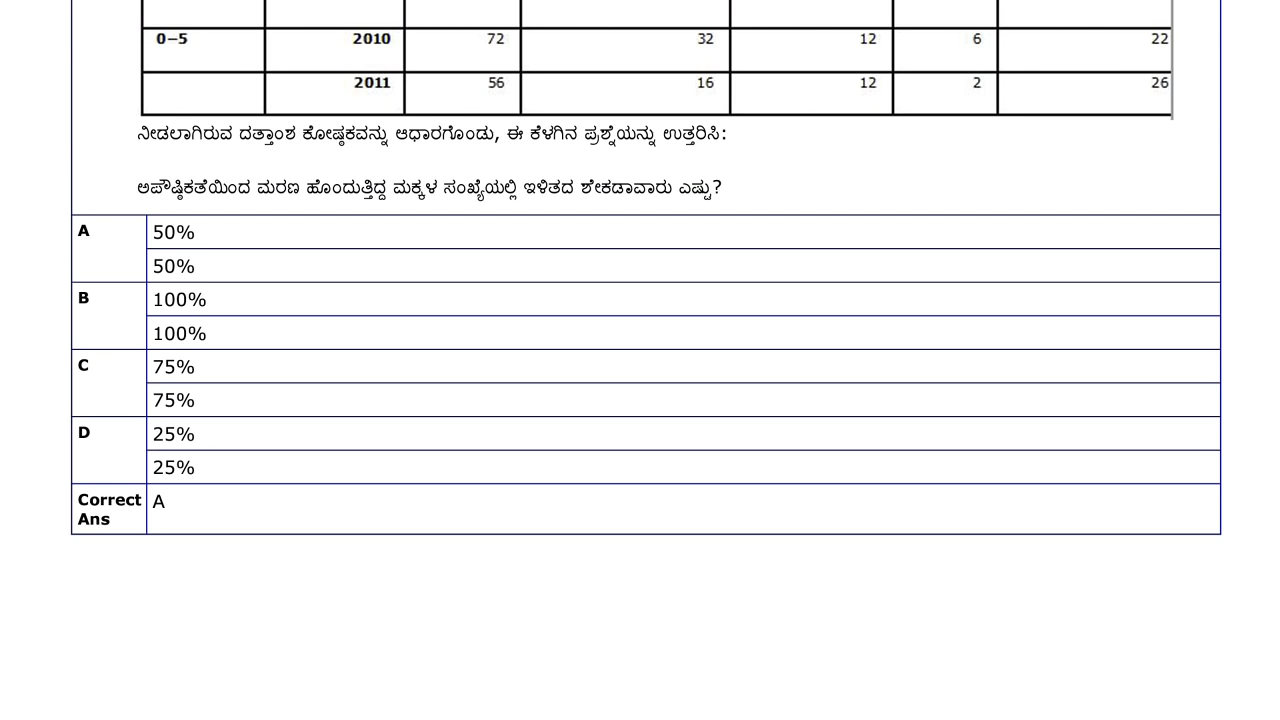 0–5 2010 72 32 12 6 22
2011 56 16 12 2 26
ನೀಡಲಾಗಿರುವ ದತ್ತಾಂಶ ಕೋಷ್ಠಕವನ್ನು ಆಧಾರಗೊಂಡು, ಈ ಕೆಳಗಿನ ಪ್ರಶ್ನೆಯನ್ನು ಉತ್ತರಿಸಿ:
ಅಪೌಷ್ಠಿಕತೆಯಿಂದ ಮರಣ ಹೊಂದುತ್ತಿದ್ದ ಮಕ್ಕಳ ಸಂಖ್ಯೆಯಲ್ಲಿ ಇಳಿತದ ಶೇಕಡಾವಾರು ಎಷ್ಟು?
A 50%
50%
B 100%
100%
C 75%
75%
D 25%
25%
Correct A
Ans